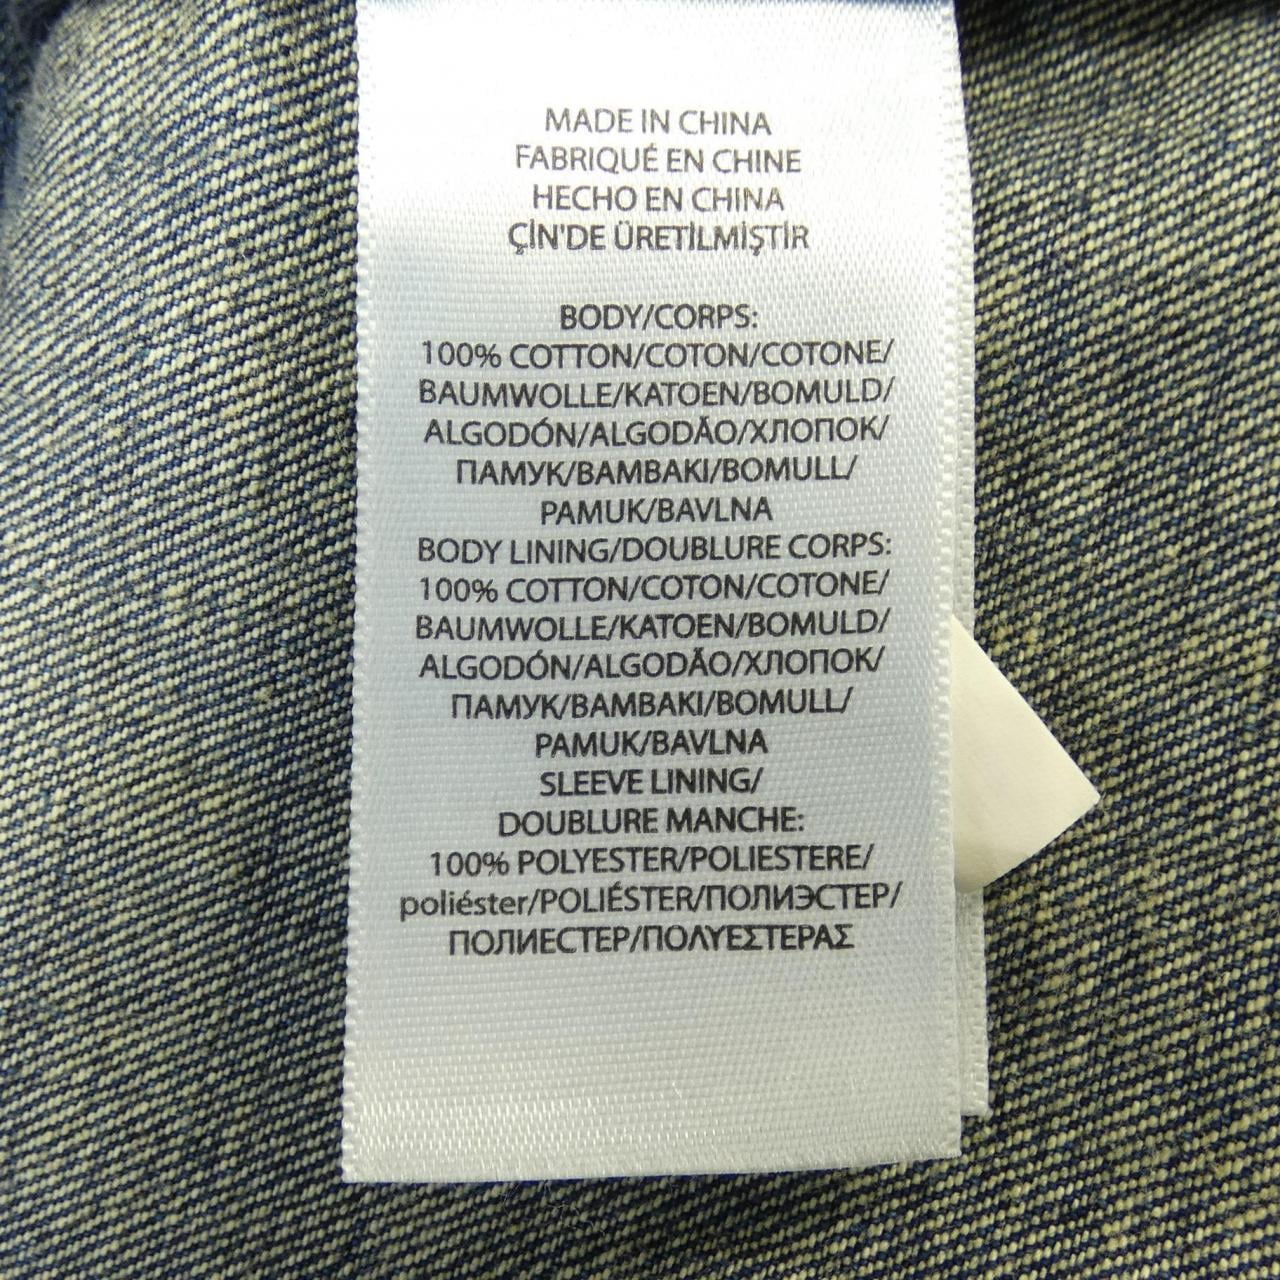 MADE IN CHINA
FABRIQUÉ EN CHINE
HECHO EN CHINA
ÇİN'DE ÜRETİLMİŞTİR
BODY/CORPS:
100% COTTON/COTON/COTONE/
BAUMWOLLE/KATOEN/BOMULD/
ALGODÓN/ALGODÃO/ХЛОПОК/
ПАМУК/ΒΑΜΒΑΚΙ/BOMULL/
PAMUK/BAVLNA
BODY LINING/DOUBLURE CORPS:
100% COTTON/COTON/COTONE/
BAUMWOLLE/KATOEN/BOMULD/
ALGODÓN/ALGODÃO/ХЛОПОК/
ПАМУК/ΒΑΜΒΑΚΙ/BOMULL/
PAMUK/BAVLNA
SLEEVE LINING/
DOUBLURE MANCHE:
100% POLYESTER/POLIESTERE/
poliéster/POLIÉSTER/ПОЛИЭСТЕР/
ПОЛИЕСТЕР/ΠΟΛΥΕΣΤΕΡΑΣ